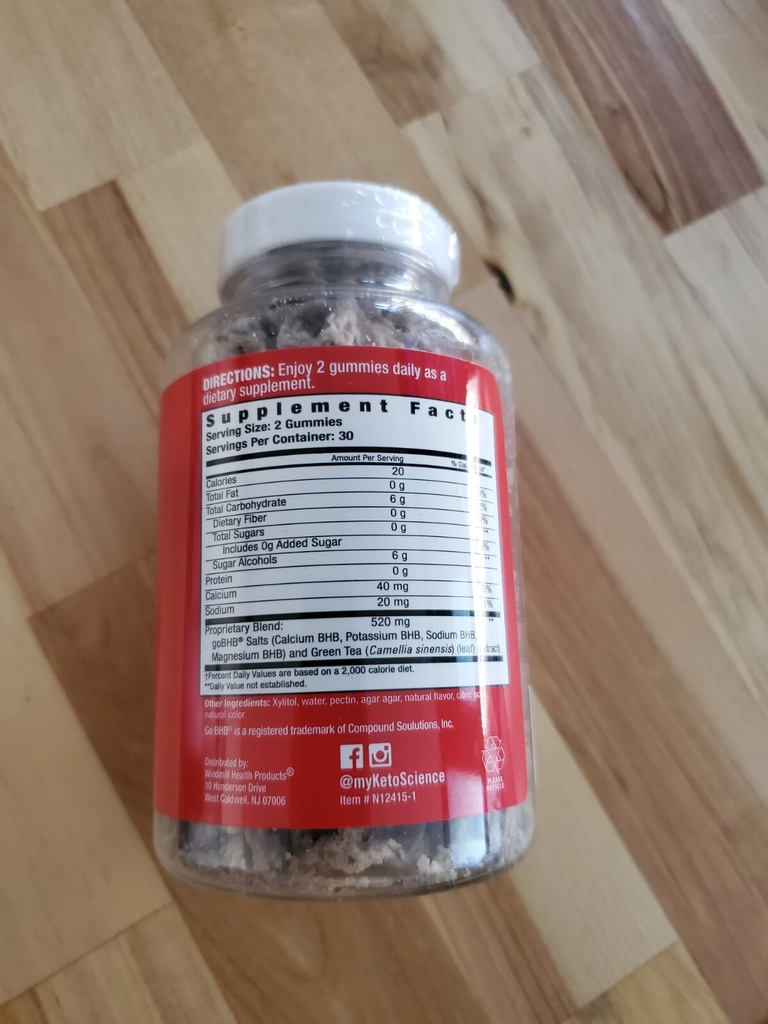 DIRECTIONS: Enjoy 2 gummies daily as a
dietary supplement.
Supplement Fact
Serving Size: 2 Gummies
Servings Per Container: 30
Amount Per Serving % Da
Calories 20
Total Fat 0 g
Total Carbohydrate 6 g
Dietary Fiber 0 g
Total Sugars 0 g
Includes 0g Added Sugar
Sugar Alcohols 6 g
Protein 0 g
Calcium 40 mg
Sodium 20 mg
Proprietary Blend: 520 mg **
goBHB® Salts (Calcium BHB, Potassium BHB, Sodium BHB,
Magnesium BHB) and Green Tea (Camellia sinensis) (leaf)
†Percent Daily Values are based on a 2,000 calorie diet.
**Daily Value not established.
Other Ingredients: Xylitol, water, pectin, agar-agar, natural flavor, citric
natural color
Go BHB® is a registered trademark of Compound Soulutions, Inc.
Distributed by:
Windmill Health Products®
10 Henderson Drive
West Caldwell, NJ 07006
@myKetoScience
Item # N12415-1
PLEASE
RECYCLE